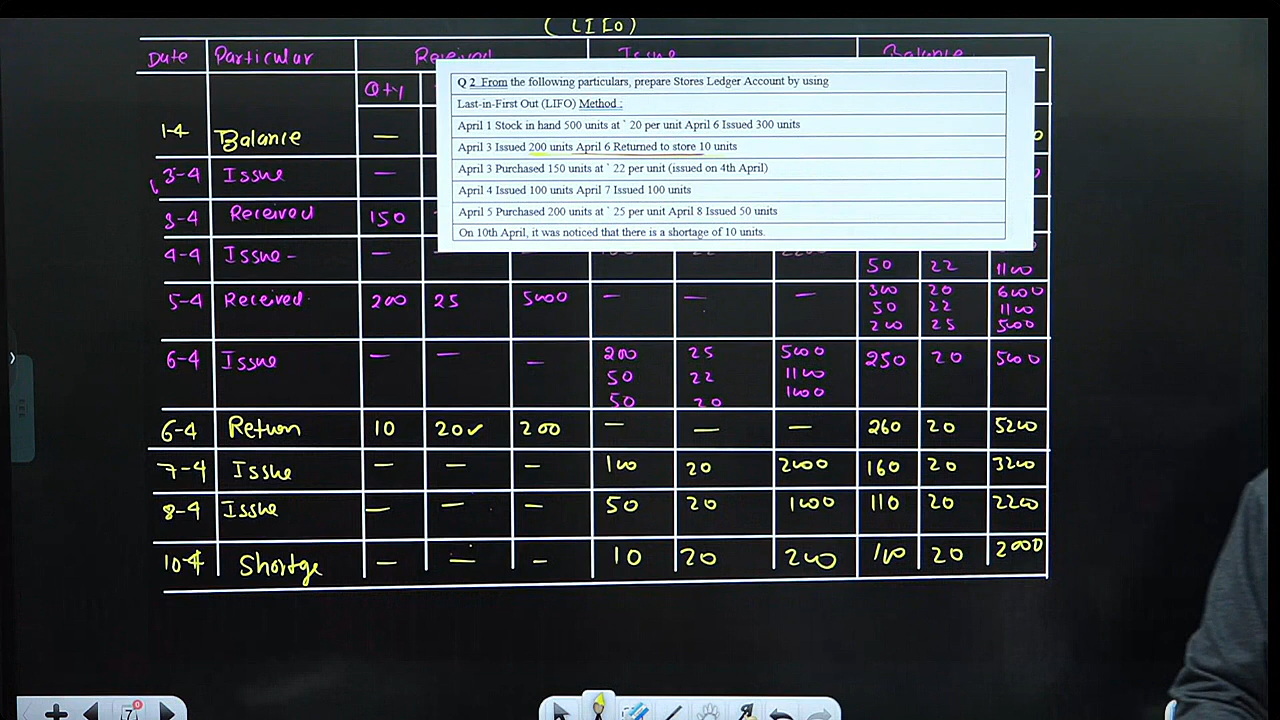 (LIFO)
Date Particular Received Issue Balance
Qty
Q 2 From the following particulars, prepare Stores Ledger Account by using
Last-in-First Out (LIFO) Method :
April 1 Stock in hand 500 units at ` 20 per unit April 6 Issued 300 units
April 3 Issued 200 units April 6 Returned to store 10 units
April 3 Purchased 150 units at ` 22 per unit (issued on 4th April)
April 4 Issued 100 units April 7 Issued 100 units
April 5 Purchased 200 units at ` 25 per unit April 8 Issued 50 units
On 10th April, it was noticed that there is a shortage of 10 units.
1-4 Balance —
3-4 Issue —
3-4 Received 150
4-4 Issue - — — —
50 22 1100
5-4 Received. 200 25 5000 — — — 300 20 6000
50 22 1100
200 25 5000
6-4 Issue — — — 200 25 5000 250 20 5000
50 22 1100
50 20 1000
6-4 Return 10 20✓ 200 — — — 260 20 5200
7-4 Issue — — — 100 20 2000 160 20 3200
8-4 Issue — — — 50 20 1000 110 20 2200
10-4 Shortge — — — 10 20 200 100 20 2000